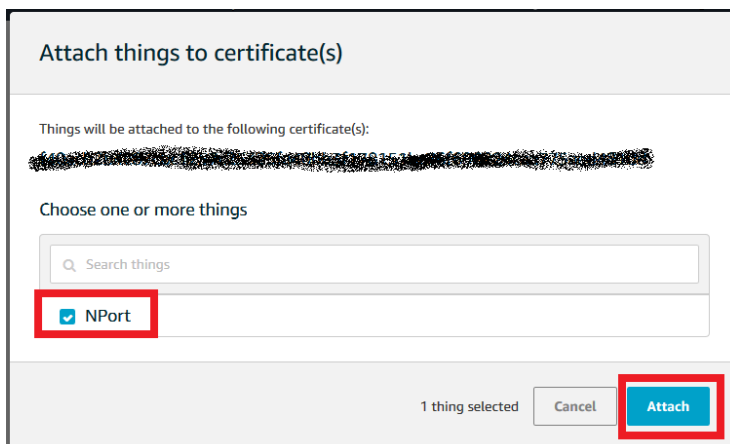 Attach things to certificate(s)
Things will be attached to the following certificate(s):
Choose one or more things
Search things
NPort
1 thing selected Cancel Attach